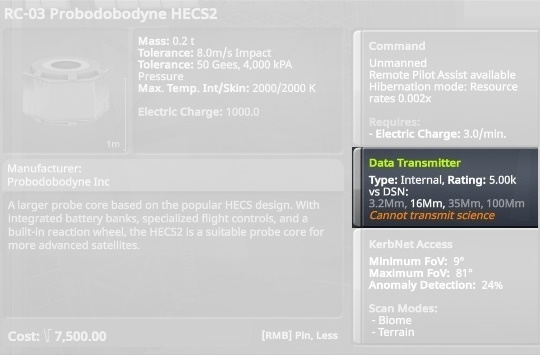 RC-03 Probodobodyne HECS2
Mass: 0.2 t
Tolerance: 8.0m/s Impact
Tolerance: 50 Gees, 4,000 kPA
Pressure
Max. Temp. Int/Skin: 2000/2000 K
Electric Charge: 1000.0
1m
Manufacturer:
Probodobodyne Inc
A larger probe core based on the popular HECS design. With
integrated battery banks, specialized flight controls, and a
built-in reaction wheel, the HECS2 is a suitable probe core for
more advanced satellites.
Cost: 7,500.00
[RMB] Pin, Less
Command
Unmanned
Remote Pilot Assist available
Hibernation mode: Resource
rates 0.002x
Requires:
- Electric Charge: 3.0/min.
Data Transmitter
Type: Internal, Rating: 5.00k
vs DSN:
3.2Mm, 16Mm, 35Mm, 100Mm
Cannot transmit science
KerbNet Access
Minimum FoV: 9°
Maximum FoV: 81°
Anomaly Detection: 24%
Scan Modes:
- Biome
- Terrain